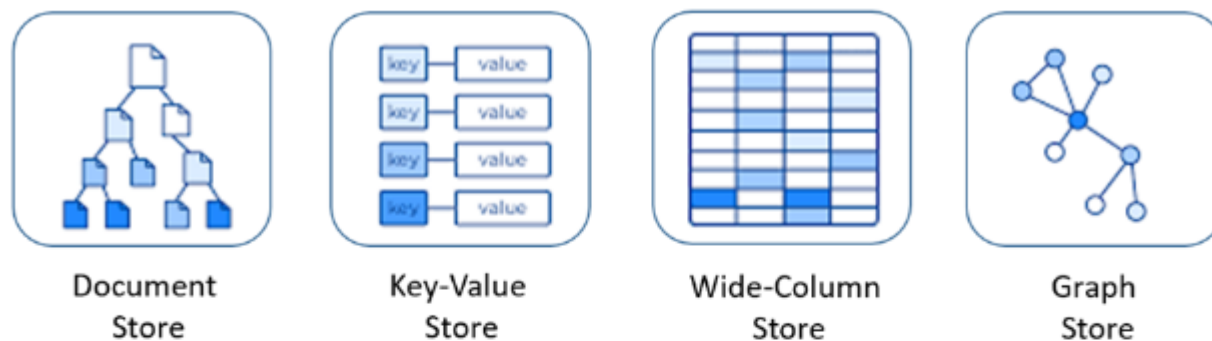 key value
key value
key value
key value
Document
Store
Key-Value
Store
Wide-Column
Store
Graph
Store